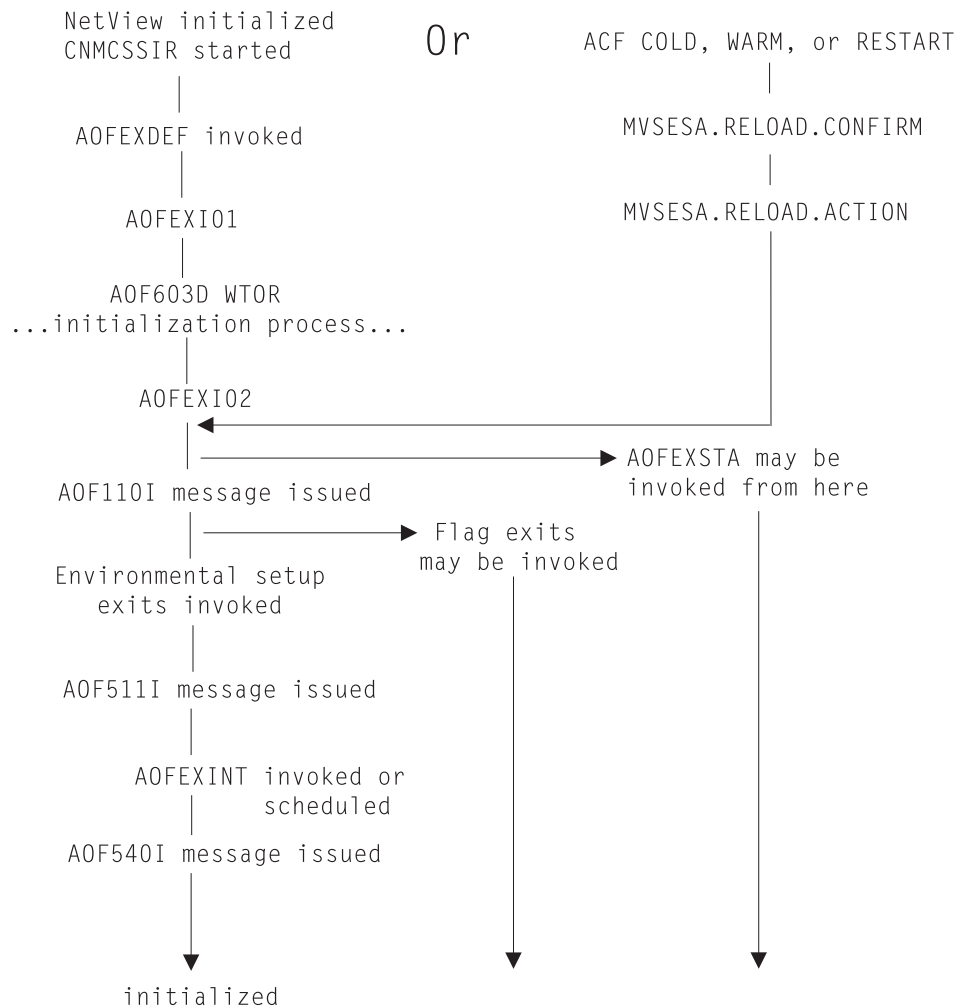 NetView initialized
CNMCSSIR started
Or
ACF COLD, WARM, or RESTART
AOFEXDEF invoked
MVSESA.RELOAD.CONFIRM
AOFEXI01
MVSESA.RELOAD.ACTION
AOF603D WTOR
...initialization process...
AOFEXI02
AOFEXSTA may be
invoked from here
AOF110I message issued
Flag exits
may be invoked
Environmental setup
exits invoked
AOF511I message issued
AOFEXINT invoked or
scheduled
AOF540I message issued
initialized